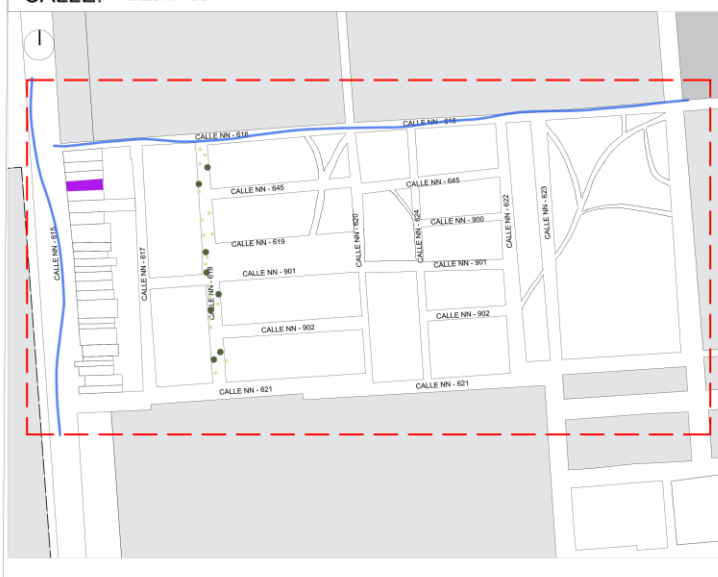 CALLE:
CALLE NN - 616
CALLE NN - 616
CALLE NN - 645
CALLE NN - 645
CALLE NN - 622
CALLE NN - 623
CALLE NN - 620
CALLE NN - 624
CALLE NN - 900
CALLE NN - 615
CALLE NN - 617
CALLE NN - 618
CALLE NN - 619
CALLE NN - 901
CALLE NN - 901
CALLE NN - 902
CALLE NN - 902
CALLE NN - 621
CALLE NN - 621